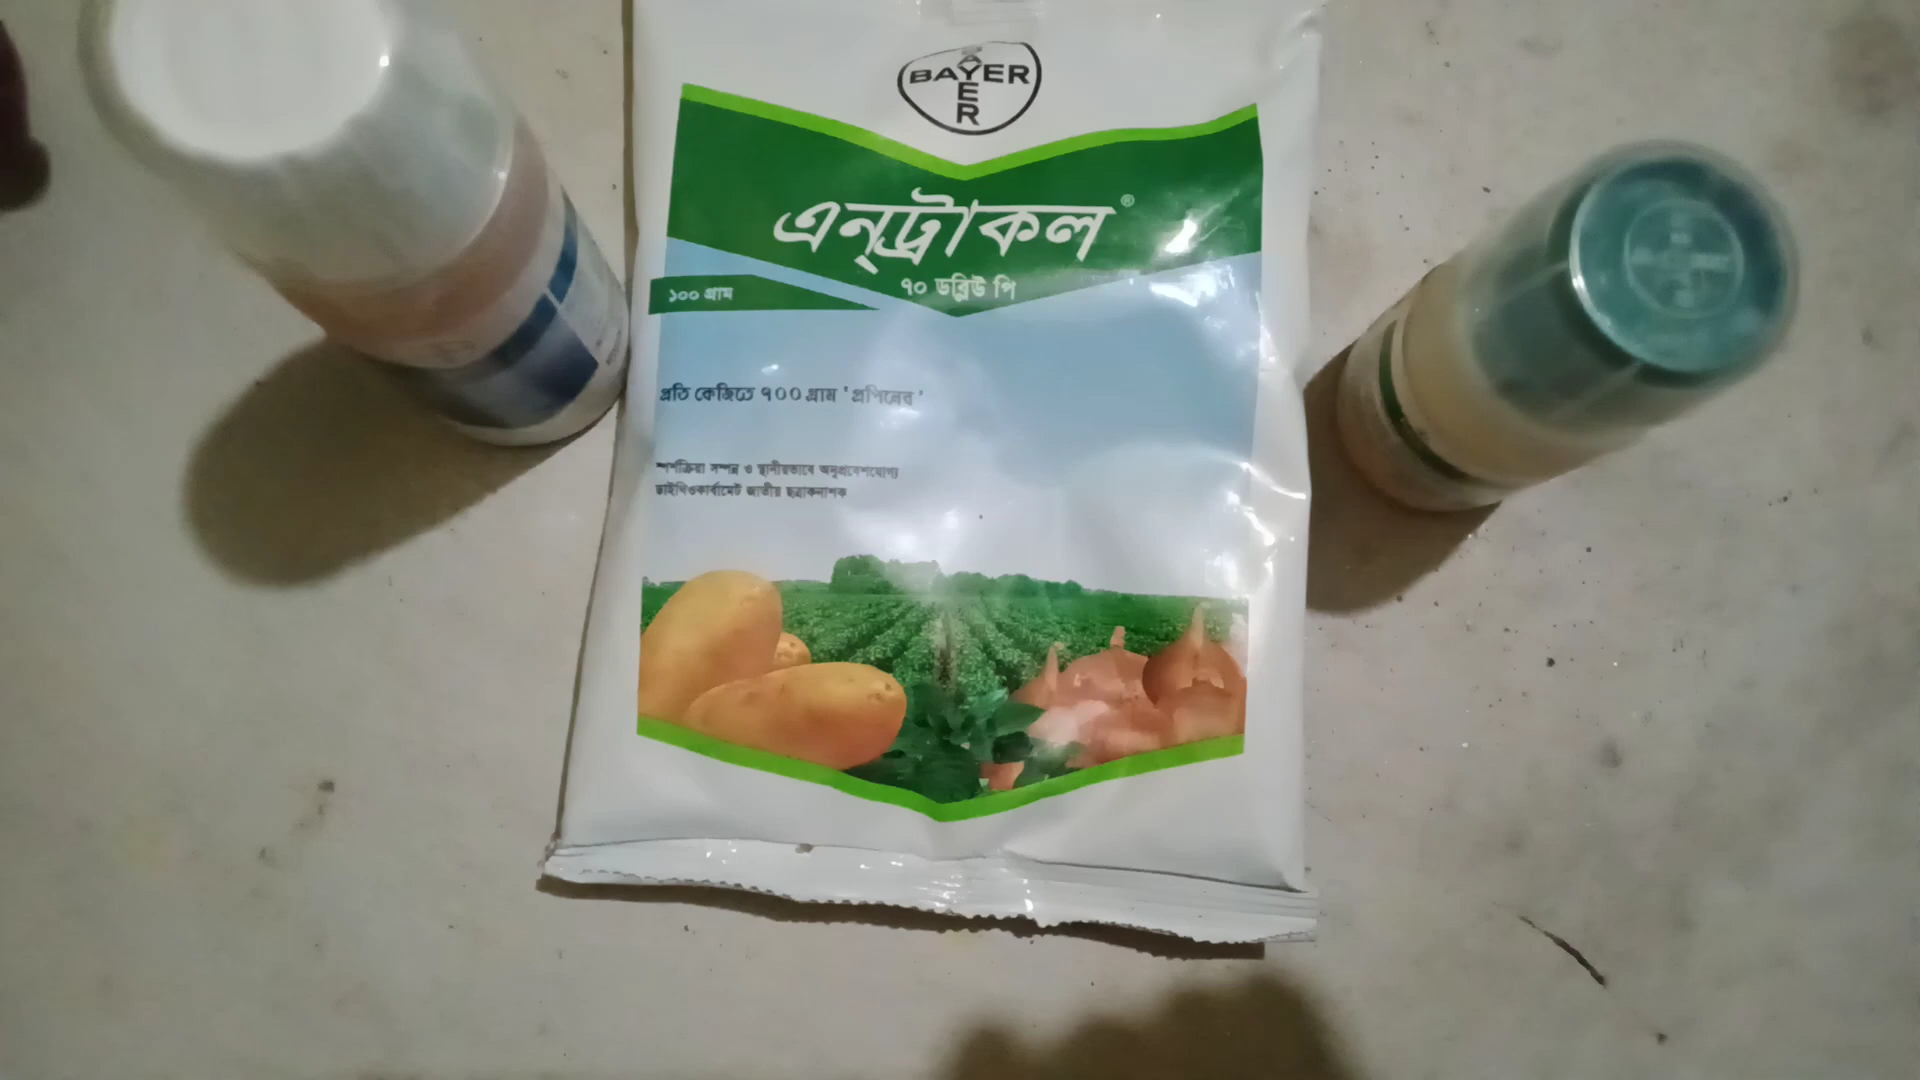 BAYER
এন্ট্রাকল®
৭০ ডব্লিউ পি
১০০ গ্রাম
প্রতি কেজিতে ৭০০ গ্রাম 'প্রপিনেব'
স্পর্শক্রিয়া সম্পন্ন ও স্থানীয়ভাবে অনুপ্রবেশযোগ্য
ডাইথিওকার্বামেট জাতীয় ছত্রাকনাশক